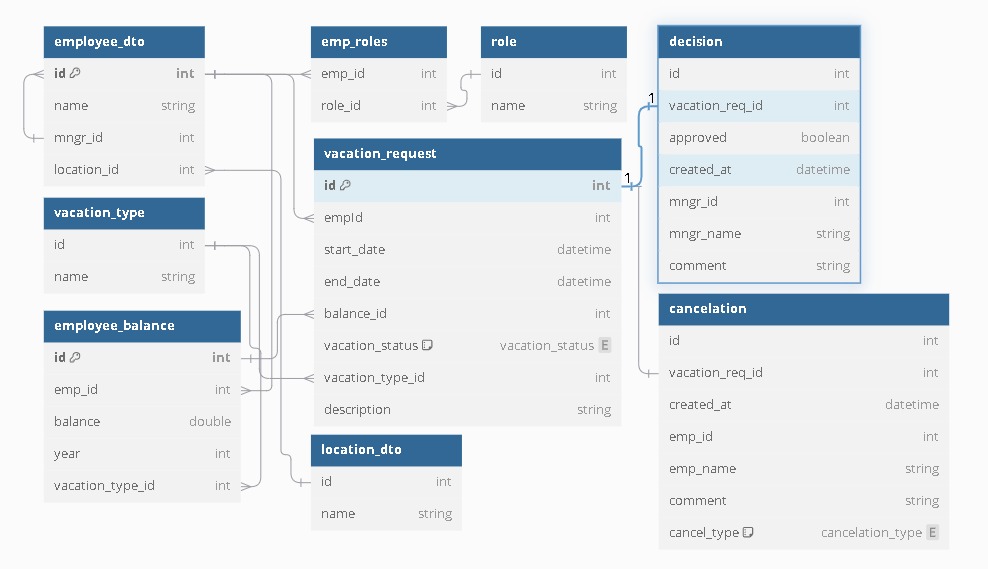 employee_dto
id int
name string
mngr_id int
location_id int
emp_roles
emp_id int
role_id int
role
id int
name string
decision
id int
vacation_req_id int
approved boolean
created_at datetime
mngr_id int
mngr_name string
comment string
1
1
vacation_request
id int
empId int
start_date datetime
end_date datetime
balance_id int
vacation_status vacation_status E
vacation_type_id int
description string
vacation_type
id int
name string
employee_balance
id int
emp_id int
balance double
year int
vacation_type_id int
location_dto
id int
name string
cancelation
id int
vacation_req_id int
created_at datetime
emp_id int
emp_name string
comment string
cancel_type cancelation_type E